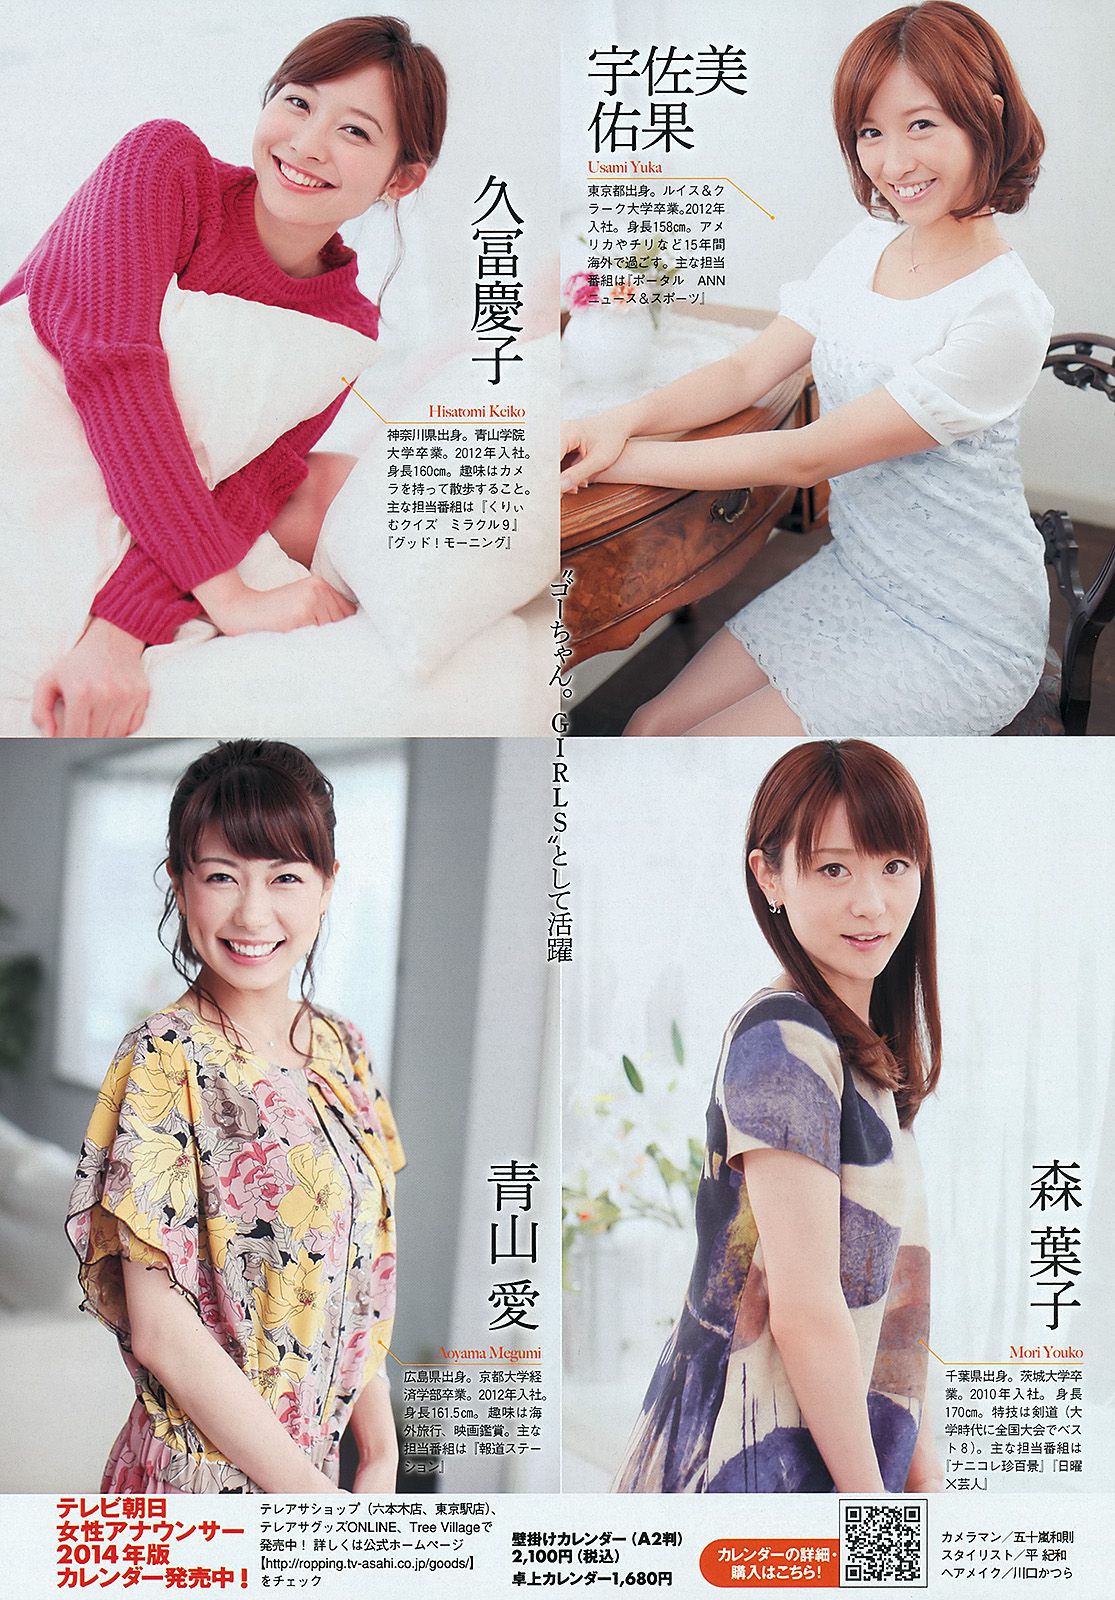 宇佐美
佑果
Usami Yuka
東京都出身。ルイス＆ク
ラーク大学卒業。2012年
入社。身長158㎝。アメ
リカやチリなど15年間
海外で過ごす。主な担当
番組は『ポータル　ANN
ニュース＆スポーツ』
久冨慶子
Hisatomi Keiko
神奈川県出身。青山学院
大学卒業。2012年入社。
身長160㎝。趣味はカメ
ラを持って散歩すること。
主な担当番組は『くりぃ
むクイズ　ミラクル9』
『グッド！モーニング』
〝ゴーちゃん。GIRLS〟として活躍
森 葉子
Mori Youko
千葉県出身。茨城大学卒
業。2010年入社。身長
170㎝。特技は剣道（大
学時代に全国大会でベス
ト8）。主な担当番組は
『ナニコレ珍百景』『日曜
×芸人』
青山 愛
Aoyama Megumi
広島県出身。京都大学経
済学部卒業。2012年入社。
身長161.5㎝。趣味は海
外旅行、映画鑑賞。主な
担当番組は『報道ステー
ション』
テレビ朝日
女性アナウンサー
2014年版
カレンダー発売中！
テレアサショップ（六本木店、東京駅店）、
テレアサグッズONLINE、Tree Villageで
発売中！ 詳しくは公式ホームページ
【http://ropping.tv-asahi.co.jp/goods/】
をチェック
壁掛けカレンダー（A2判）
2,100円（税込）
卓上カレンダー1,680円
カレンダーの詳細・
購入はこちら！
カメラマン／五十嵐和則
スタイリスト／平 紀和
ヘアメイク／川口かつら